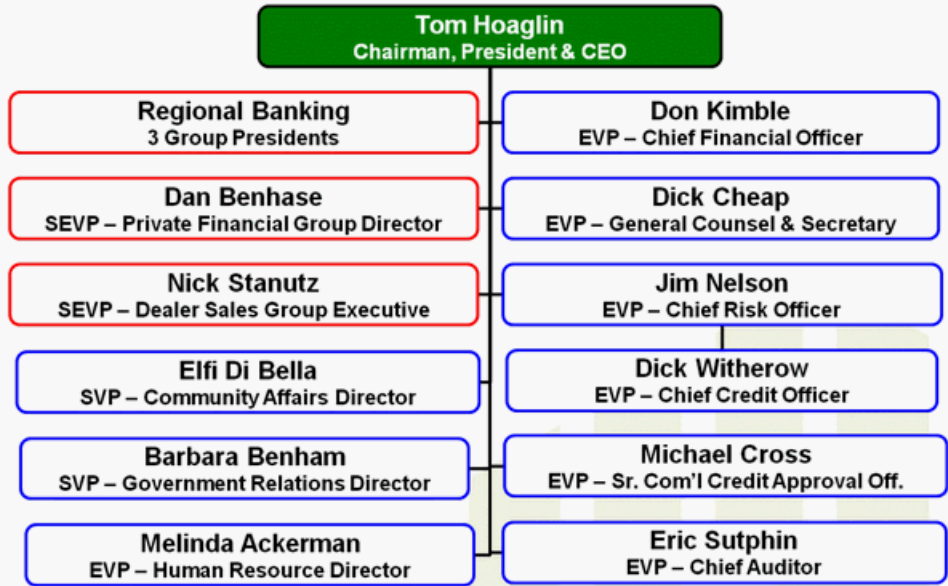 Tom Hoaglin
Chairman, President & CEO
Regional Banking
3 Group Presidents
Don Kimble
EVP – Chief Financial Officer
Dan Benhase
SEVP – Private Financial Group Director
Dick Cheap
EVP – General Counsel & Secretary
Nick Stanutz
SEVP – Dealer Sales Group Executive
Jim Nelson
EVP – Chief Risk Officer
Elfi Di Bella
SVP – Community Affairs Director
Dick Witherow
EVP – Chief Credit Officer
Barbara Benham
SVP – Government Relations Director
Michael Cross
EVP – Sr. Com'l Credit Approval Off.
Melinda Ackerman
EVP – Human Resource Director
Eric Sutphin
EVP – Chief Auditor